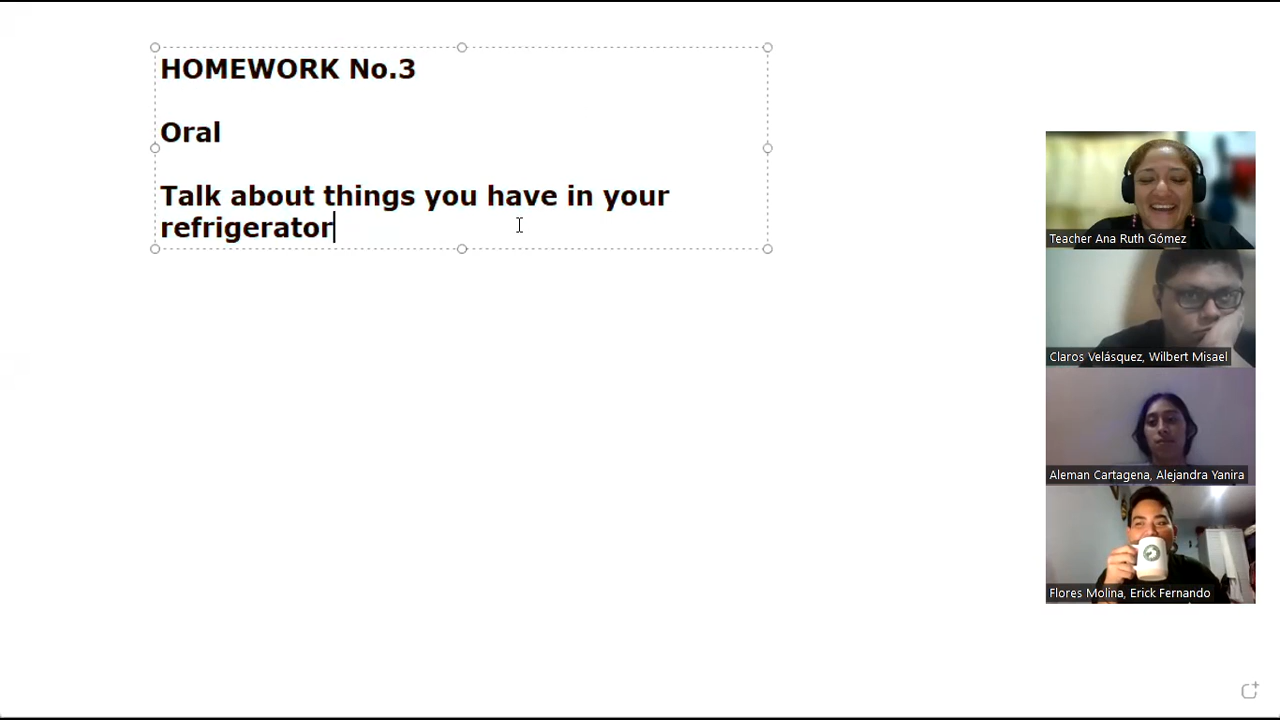 HOMEWORK No.3
Oral
Talk about things you have in your
refrigerator
Teacher Ana Ruth Gómez
Claros Velásquez, Wilbert Misael
Aleman Cartagena, Alejandra Yanira
Flores Molina, Erick Fernando